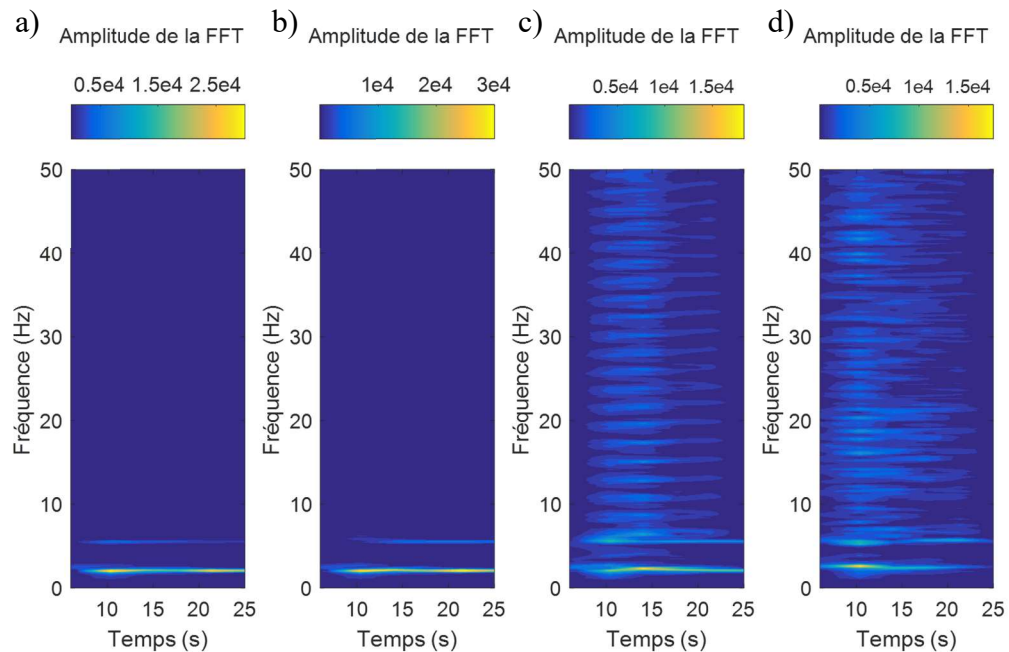 a) b) c) d)
Amplitude de la FFT Amplitude de la FFT Amplitude de la FFT Amplitude de la FFT
0.5e4 1.5e4 2.5e4 1e4 2e4 3e4 0.5e4 1e4 1.5e4 0.5e4 1e4 1.5e4
50 50 50 50
40 40 40 40
30 30 30 30
Fréquence (Hz) Fréquence (Hz) Fréquence (Hz) Fréquence (Hz)
20 20 20 20
10 10 10 10
0 0 0 0
10 15 20 25 10 15 20 25 10 15 20 25 10 15 20 25
Temps (s) Temps (s) Temps (s) Temps (s)